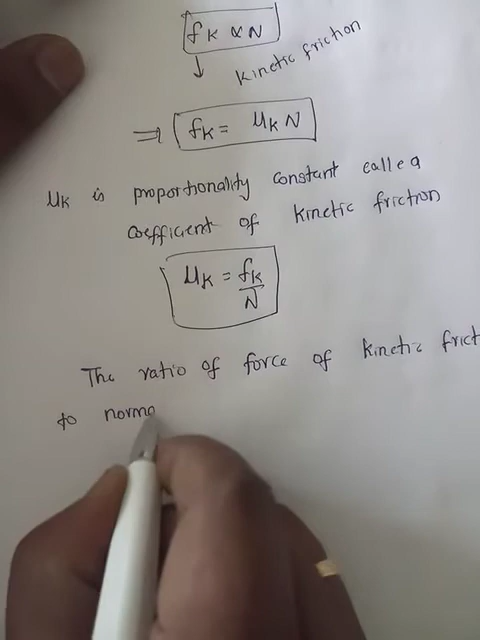 fK ∝ N
↓ Kinetic friction
⇒ fK = μK N
μK is proportionality constant called
coefficient of kinetic friction
μK = fK/N
The ratio of force of kinetic frict
to norma